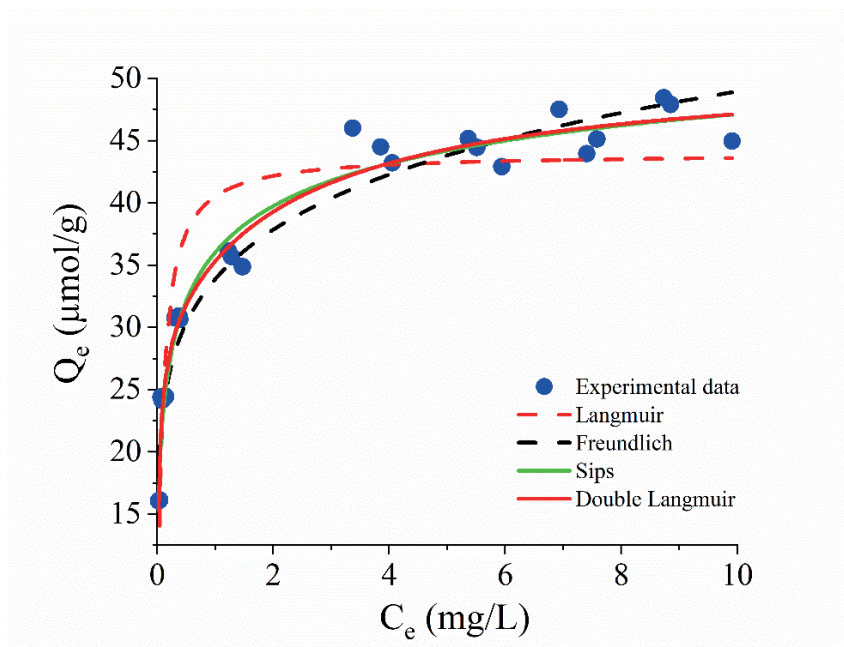 50
45
40
35
30
25
20
15
Qₑ (μmol/g)
0 2 4 6 8 10
Cₑ (mg/L)
Experimental data
Langmuir
Freundlich
Sips
Double Langmuir